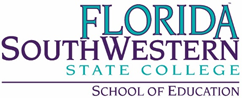 FLORIDA
SOUTHWESTERN
STATE COLLEGE
SCHOOL OF EDUCATION